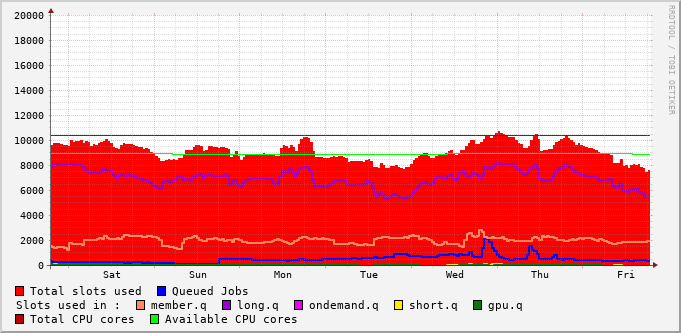 RRDTOOL / TOBI OETIKER
20000
18000
16000
14000
12000
10000
8000
6000
4000
2000
0
Sat Sun Mon Tue Wed Thu Fri
Total slots used Queued Jobs
Slots used in : member.q long.q ondemand.q short.q gpu.q
Total CPU cores Available CPU cores